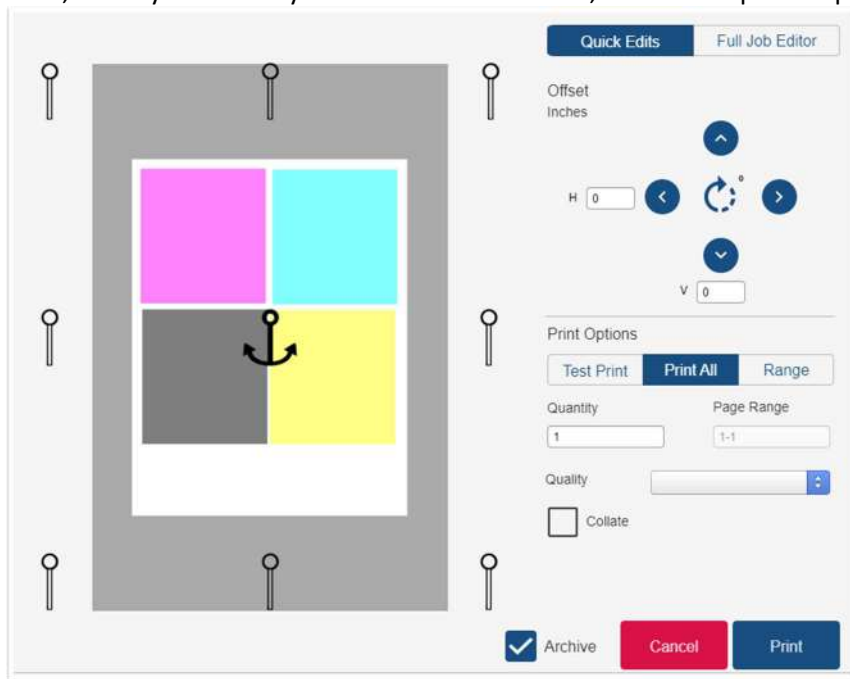 Quick Edits Full Job Editor
Offset
Inches
H 0
V 0
Print Options
Test Print Print All Range
Quantity Page Range
1 1-1
Quality
Collate
Archive Cancel Print